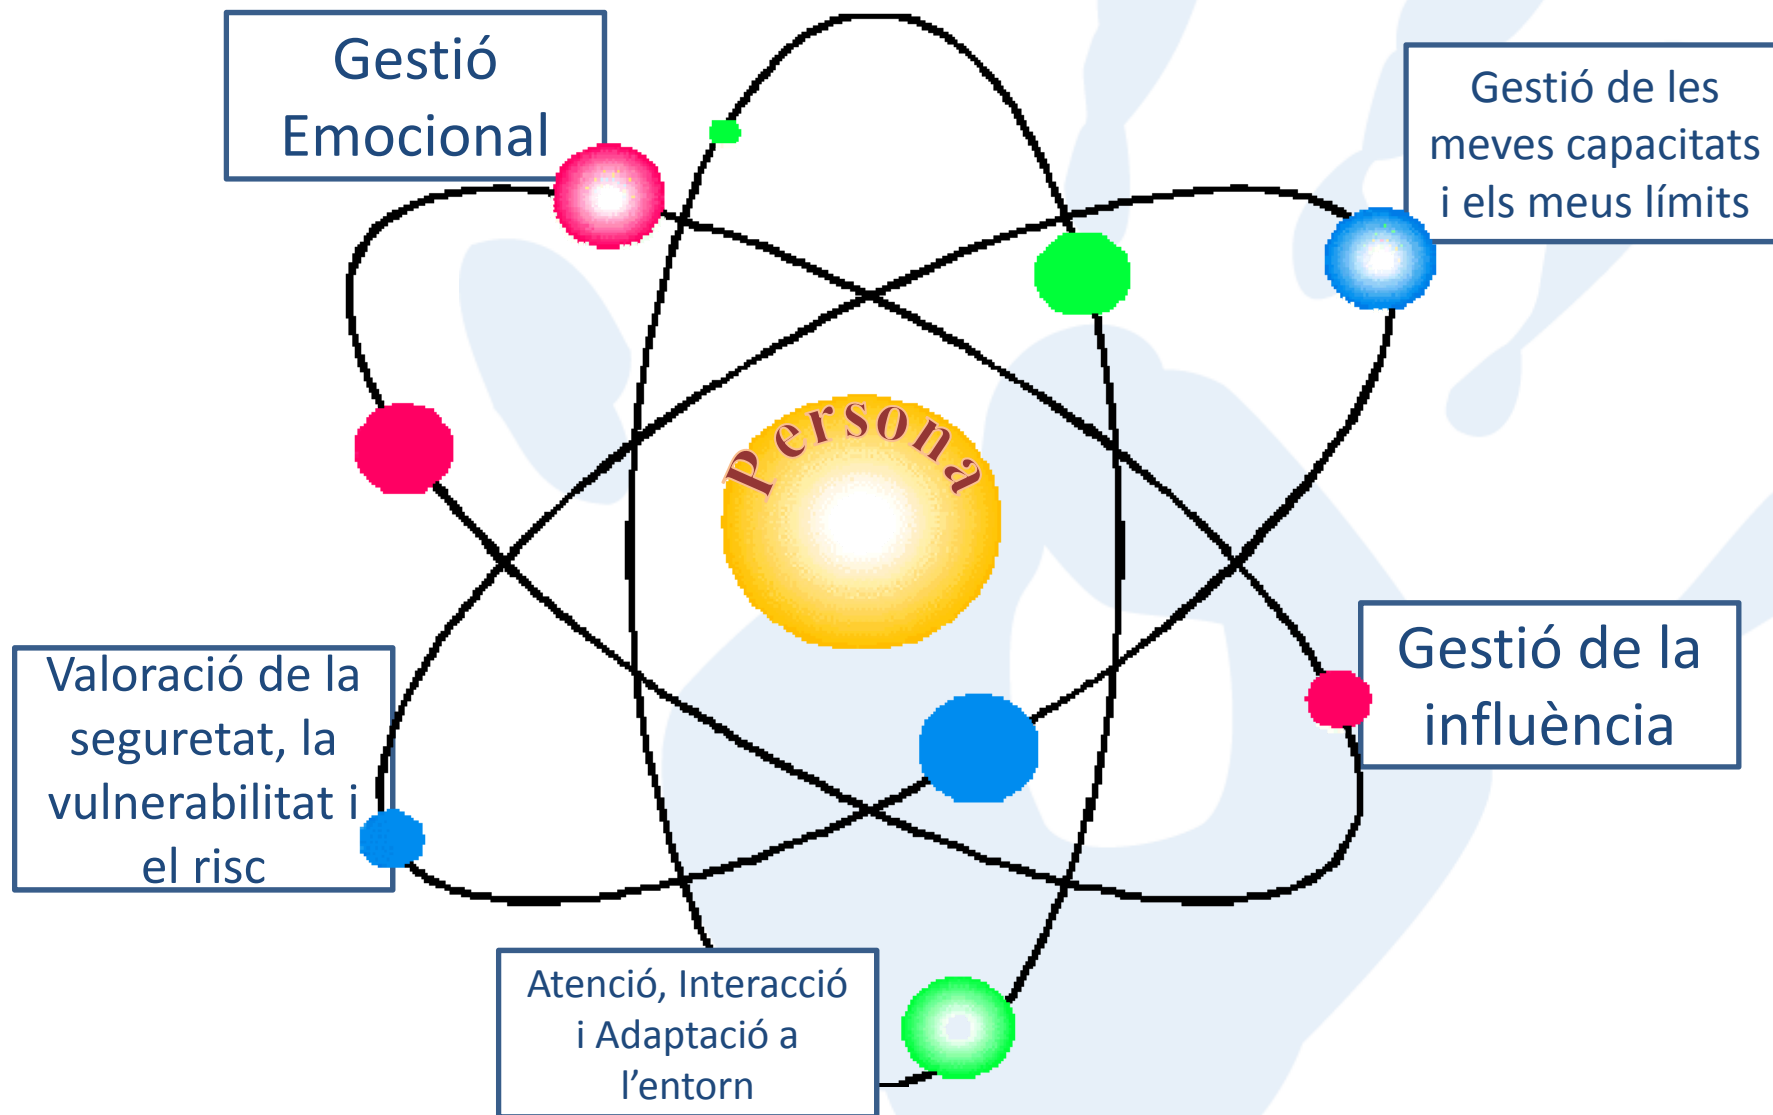 Gestió
Emocional
Gestió de les
meves capacitats
i els meus límits
Persona
Gestió de la
influència
Valoració de la
seguretat, la
vulnerabilitat i
el risc
Atenció, Interacció
i Adaptació a
l’entorn